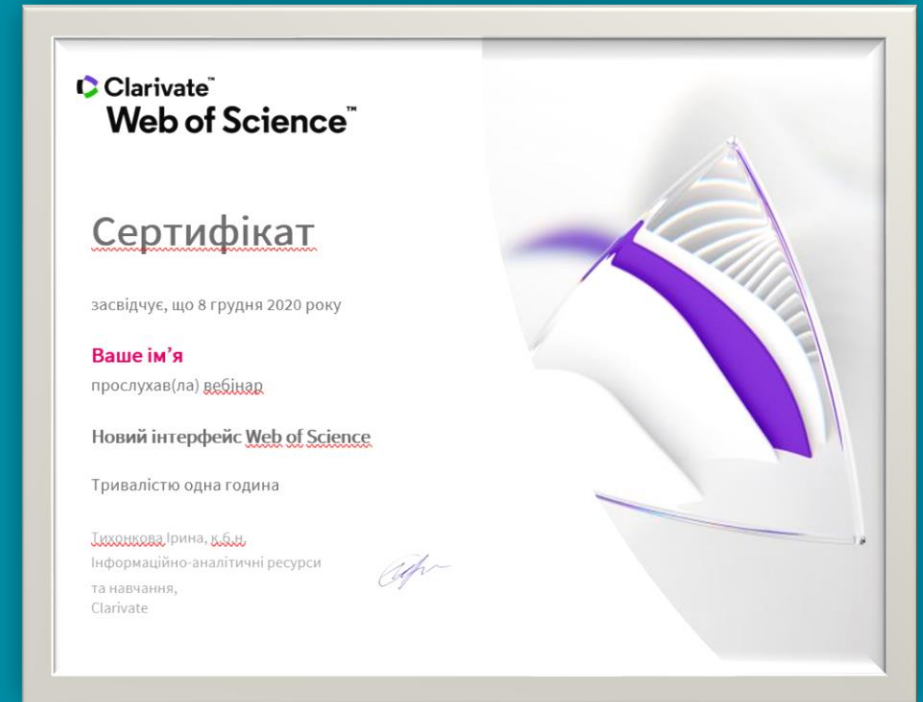 Clarivate™
Web of Science™
Сертифікат
засвідчує, що 8 грудня 2020 року
Ваше ім’я
прослухав(ла) вебінар
Новий інтерфейс Web of Science
Тривалістю одна година
Тихонкова Ірина, к.б.н.
Інформаційно-аналітичні ресурси
та навчання,
Clarivate